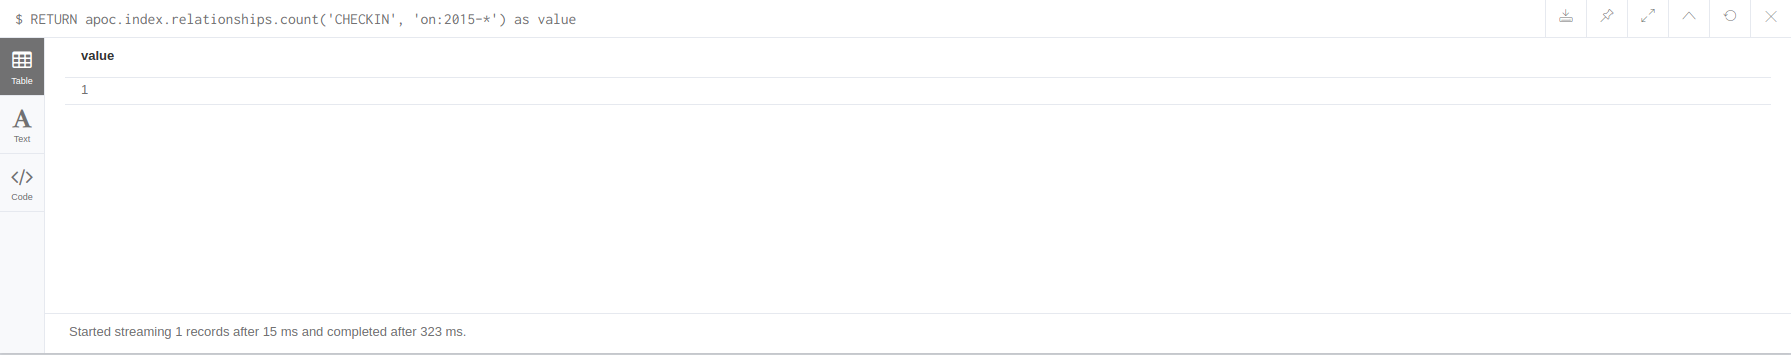 $ RETURN apoc.index.relationships.count('CHECKIN', 'on:2015-*') as value
value
Table
1
A
Text
</>
Code
Started streaming 1 records after 15 ms and completed after 323 ms.